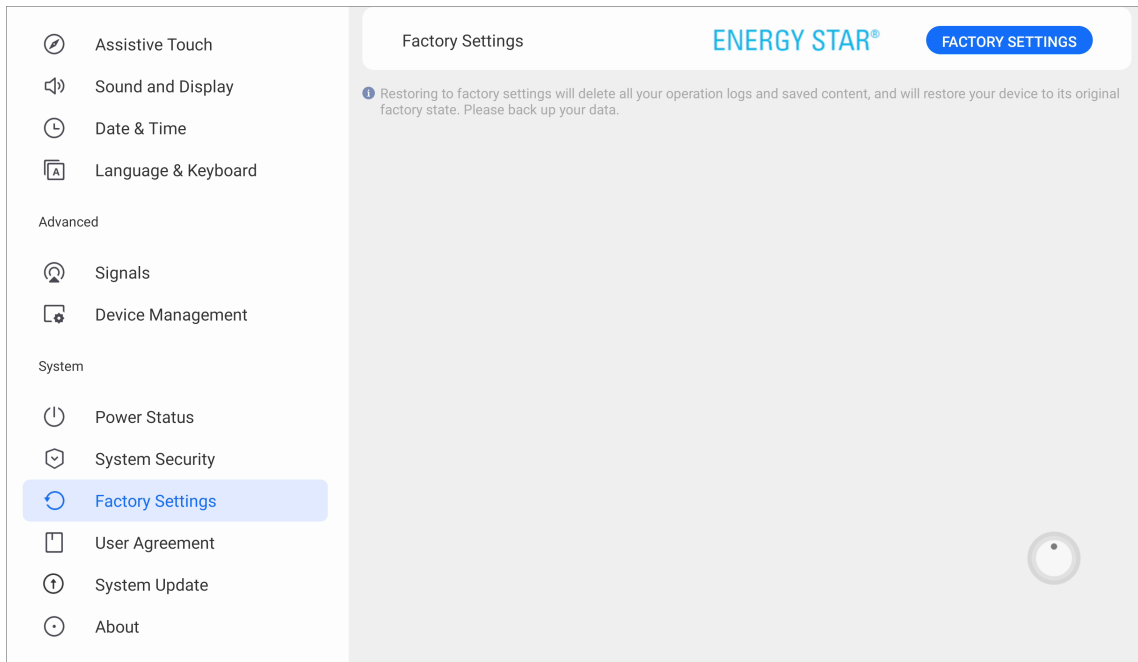 Assistive Touch
Sound and Display
Date & Time
A
Language & Keyboard
Advanced
Signals
Device Management
System
Power Status
System Security
Factory Settings
User Agreement
System Update
About
Factory Settings
ENERGY STAR®
FACTORY SETTINGS
Restoring to factory settings will delete all your operation logs and saved content, and will restore your device to its original
factory state. Please back up your data.